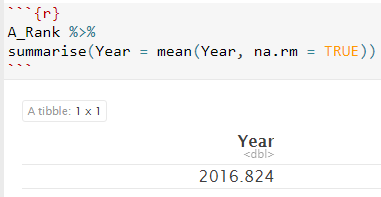 ```{r}
A_Rank %>%
summarise(Year = mean(Year, na.rm = TRUE))
```
A tibble: 1 x 1
Year
<dbl>
2016.824